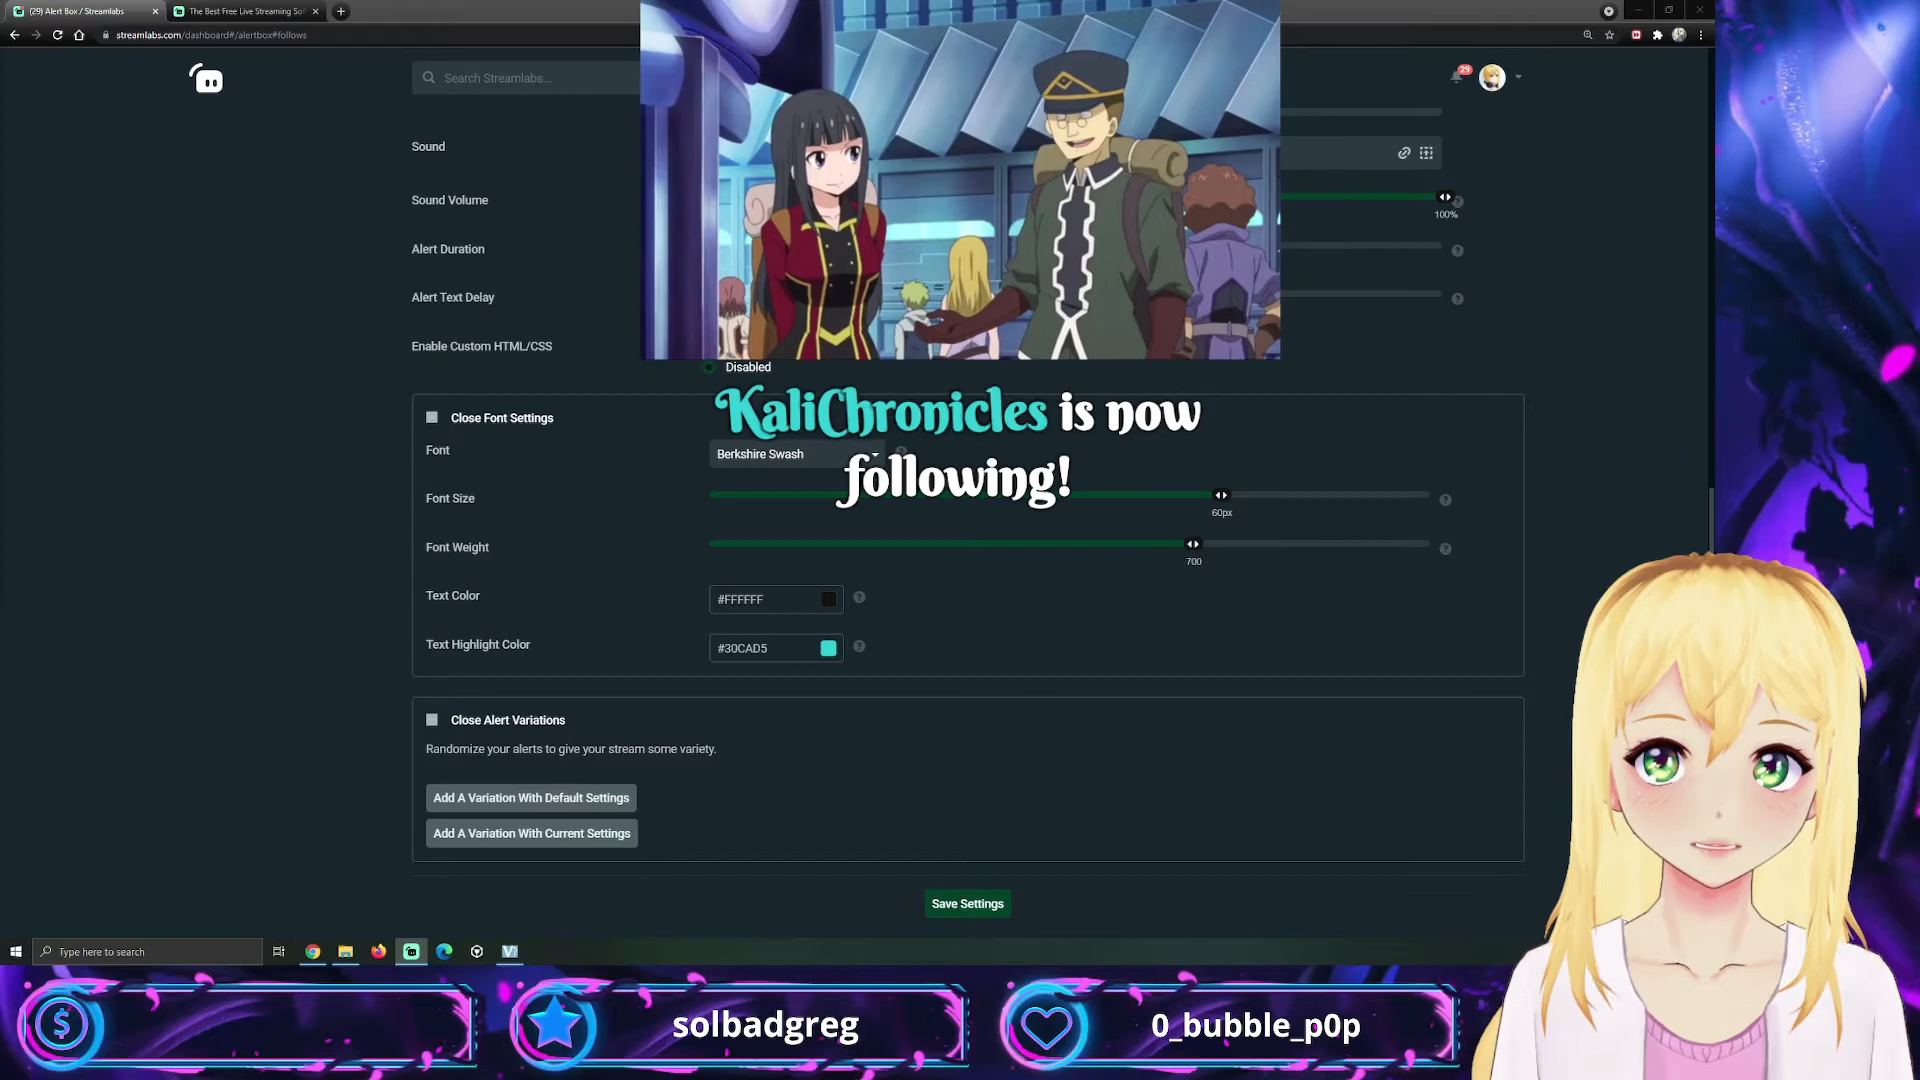 (29) Alert Box / Streamlabs
The Best Free Live Streaming So
streamlabs.com/dashboard#/alertbox#follows
Search Streamlabs...
29
Sound
Sound Volume
100%
Alert Duration
Alert Text Delay
Enable Custom HTML/CSS
Disabled
KaliChronicles is now
following!
Close Font Settings
Font
Berkshire Swash
Font Size
60px
Font Weight
700
Text Color
#FFFFFF
Text Highlight Color
#30CAD5
Close Alert Variations
Randomize your alerts to give your stream some variety.
Add A Variation With Default Settings
Add A Variation With Current Settings
Save Settings
Type here to search
solbadgreg
0_bubble_p0p